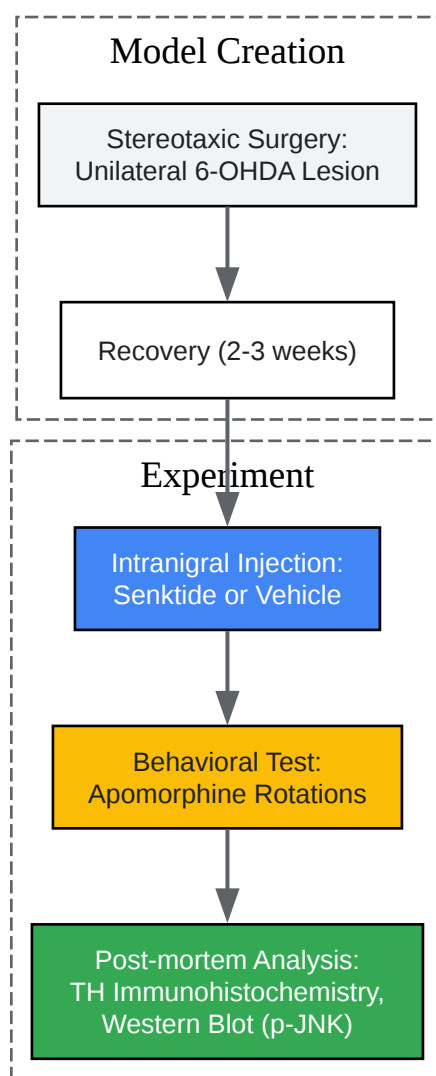 Model Creation
Stereotaxic Surgery:
Unilateral 6-OHDA Lesion
Recovery (2-3 weeks)
Experiment
Intranigral Injection:
Senktide or Vehicle
Behavioral Test:
Apomorphine Rotations
Post-mortem Analysis:
TH Immunohistochemistry,
Western Blot (p-JNK)